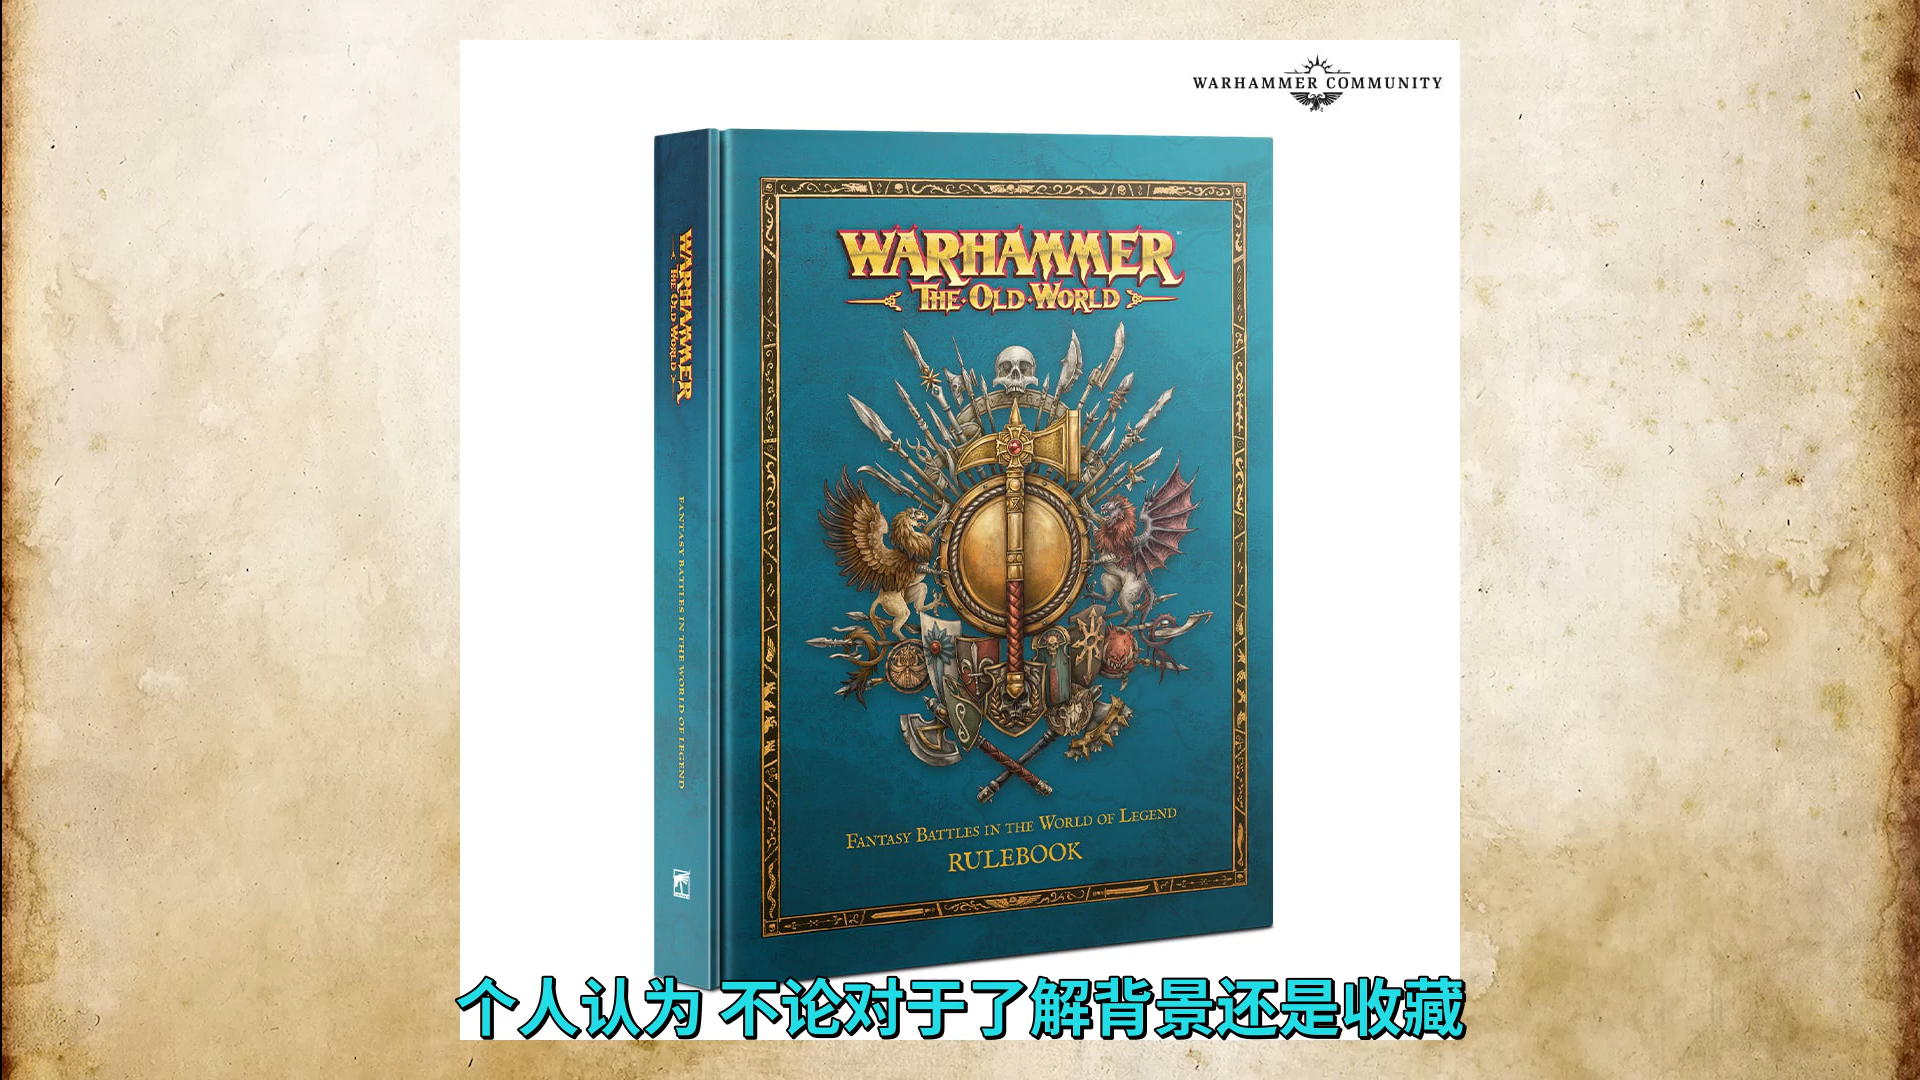 WARHAMMER COMMUNITY
WARHAMMER
THE OLD WORLD
WARHAMMER
THE·OLD·WORLD
FANTASY BATTLES IN THE WORLD OF LEGEND
FANTASY BATTLES IN THE WORLD OF LEGEND
RULEBOOK
个人认为 不论对于了解背景还是收藏